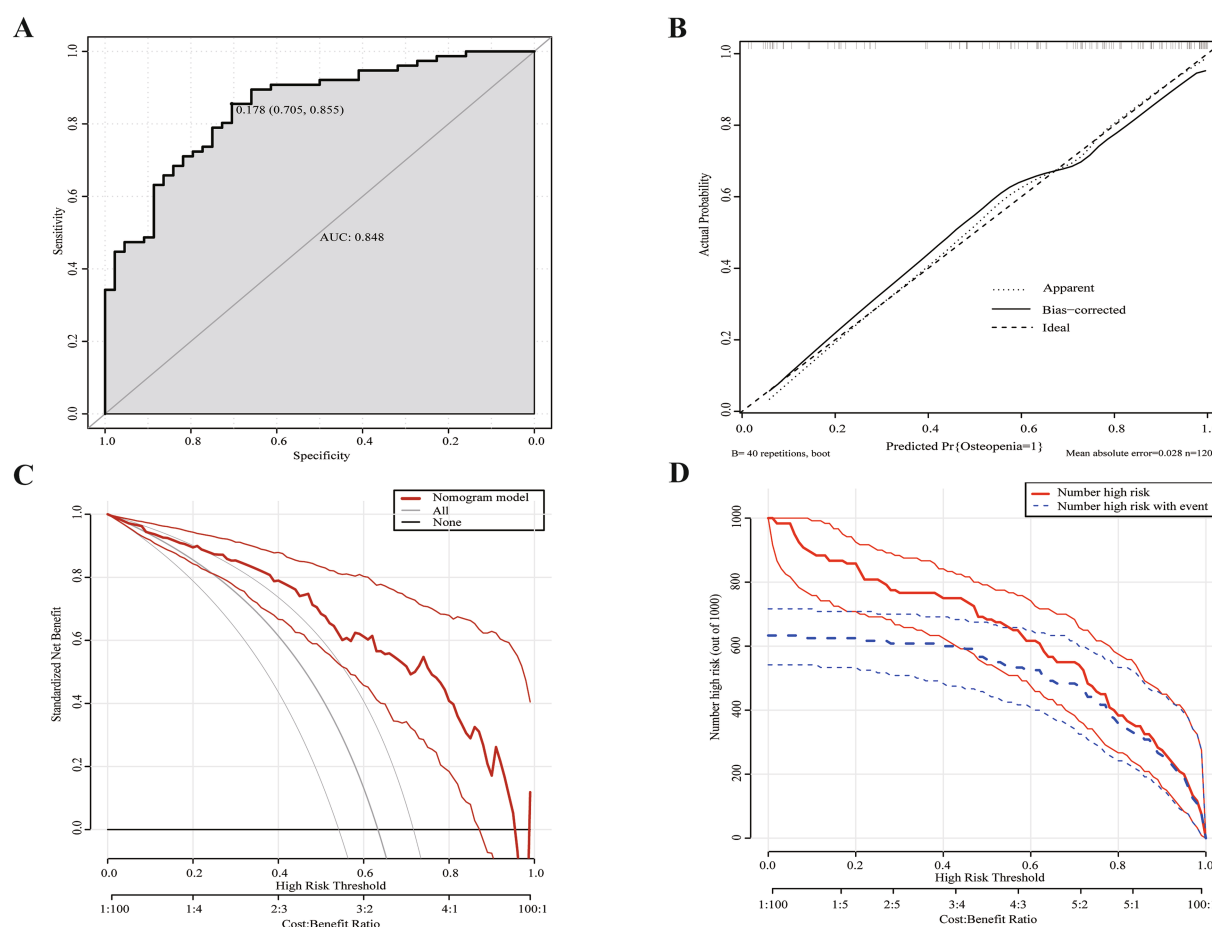 A
1.0
0.8
0.6
0.4
0.2
0.0
Sensitivity
0.178 (0.705, 0.855)
AUC: 0.848
1.0
0.8
0.6
0.4
0.2
0.0
Specificity
B
1.0
0.8
0.6
0.4
0.2
0.0
Actual Probability
Apparent
Bias-corrected
Ideal
0.0
0.2
0.4
0.6
0.8
1.
Predicted Pr{Osteopenia=1}
B= 40 repetitions, boot
Mean absolute error=0.028 n=120
C
Nomogram model
All
None
1.0
0.8
0.6
0.4
0.2
0.0
Standardized Net Benefit
0.0
0.2
0.4
0.6
0.8
1.0
High Risk Threshold
1:100
1:4
2:3
3:2
4:1
100:1
Cost:Benefit Ratio
D
Number high risk
Number high risk with event
1000
800
600
400
200
0
Number high risk (out of 1000)
0.0
0.2
0.4
0.6
0.8
1.0
High Risk Threshold
1:100
1:5
2:5
3:4
4:3
5:2
5:1
100:
Cost:Benefit Ratio